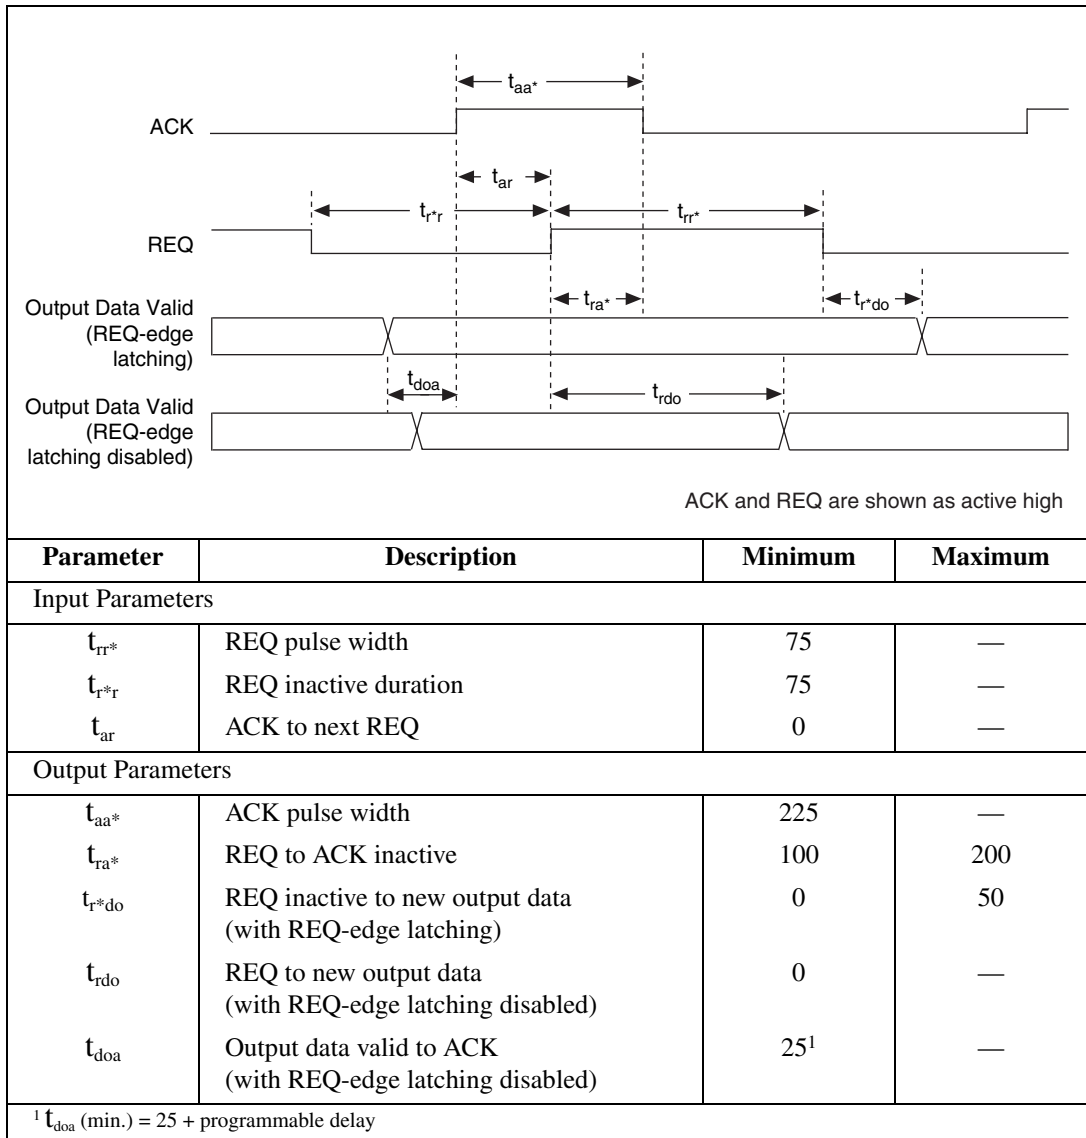 t_aa*
ACK
t_ar
t_r*r
t_rr*
REQ
t_ra*
t_r*do
Output Data Valid
(REQ-edge
latching)
t_doa
t_rdo
Output Data Valid
(REQ-edge
latching disabled)
ACK and REQ are shown as active high
Parameter Description Minimum Maximum
Input Parameters
t_rr* REQ pulse width 75 —
t_r*r REQ inactive duration 75 —
t_ar ACK to next REQ 0 —
Output Parameters
t_aa* ACK pulse width 225 —
t_ra* REQ to ACK inactive 100 200
t_r*do REQ inactive to new output data 0 50
(with REQ-edge latching)
t_rdo REQ to new output data 0 —
(with REQ-edge latching disabled)
t_doa Output data valid to ACK 25¹ —
(with REQ-edge latching disabled)
¹ t_doa (min.) = 25 + programmable delay